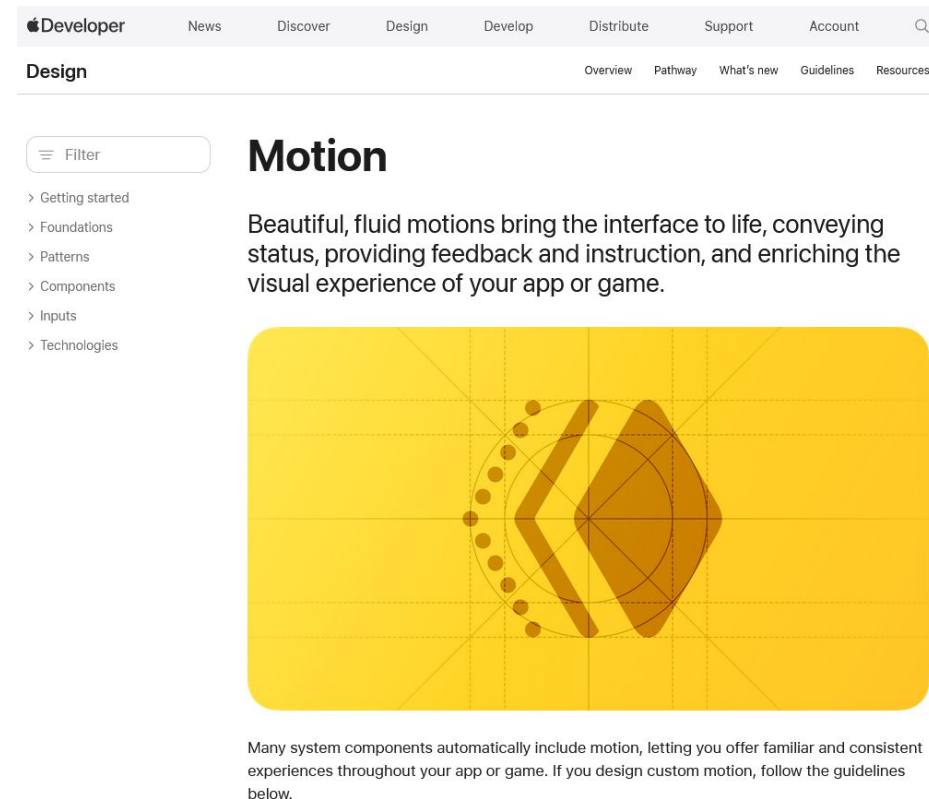 Developer
News
Discover
Design
Develop
Distribute
Support
Account
Design
Overview
Pathway
What's new
Guidelines
Resources
Filter
Getting started
Foundations
Patterns
Components
Inputs
Technologies
Motion
Beautiful, fluid motions bring the interface to life, conveying
status, providing feedback and instruction, and enriching the
visual experience of your app or game.
Many system components automatically include motion, letting you offer familiar and consistent
experiences throughout your app or game. If you design custom motion, follow the guidelines
below.